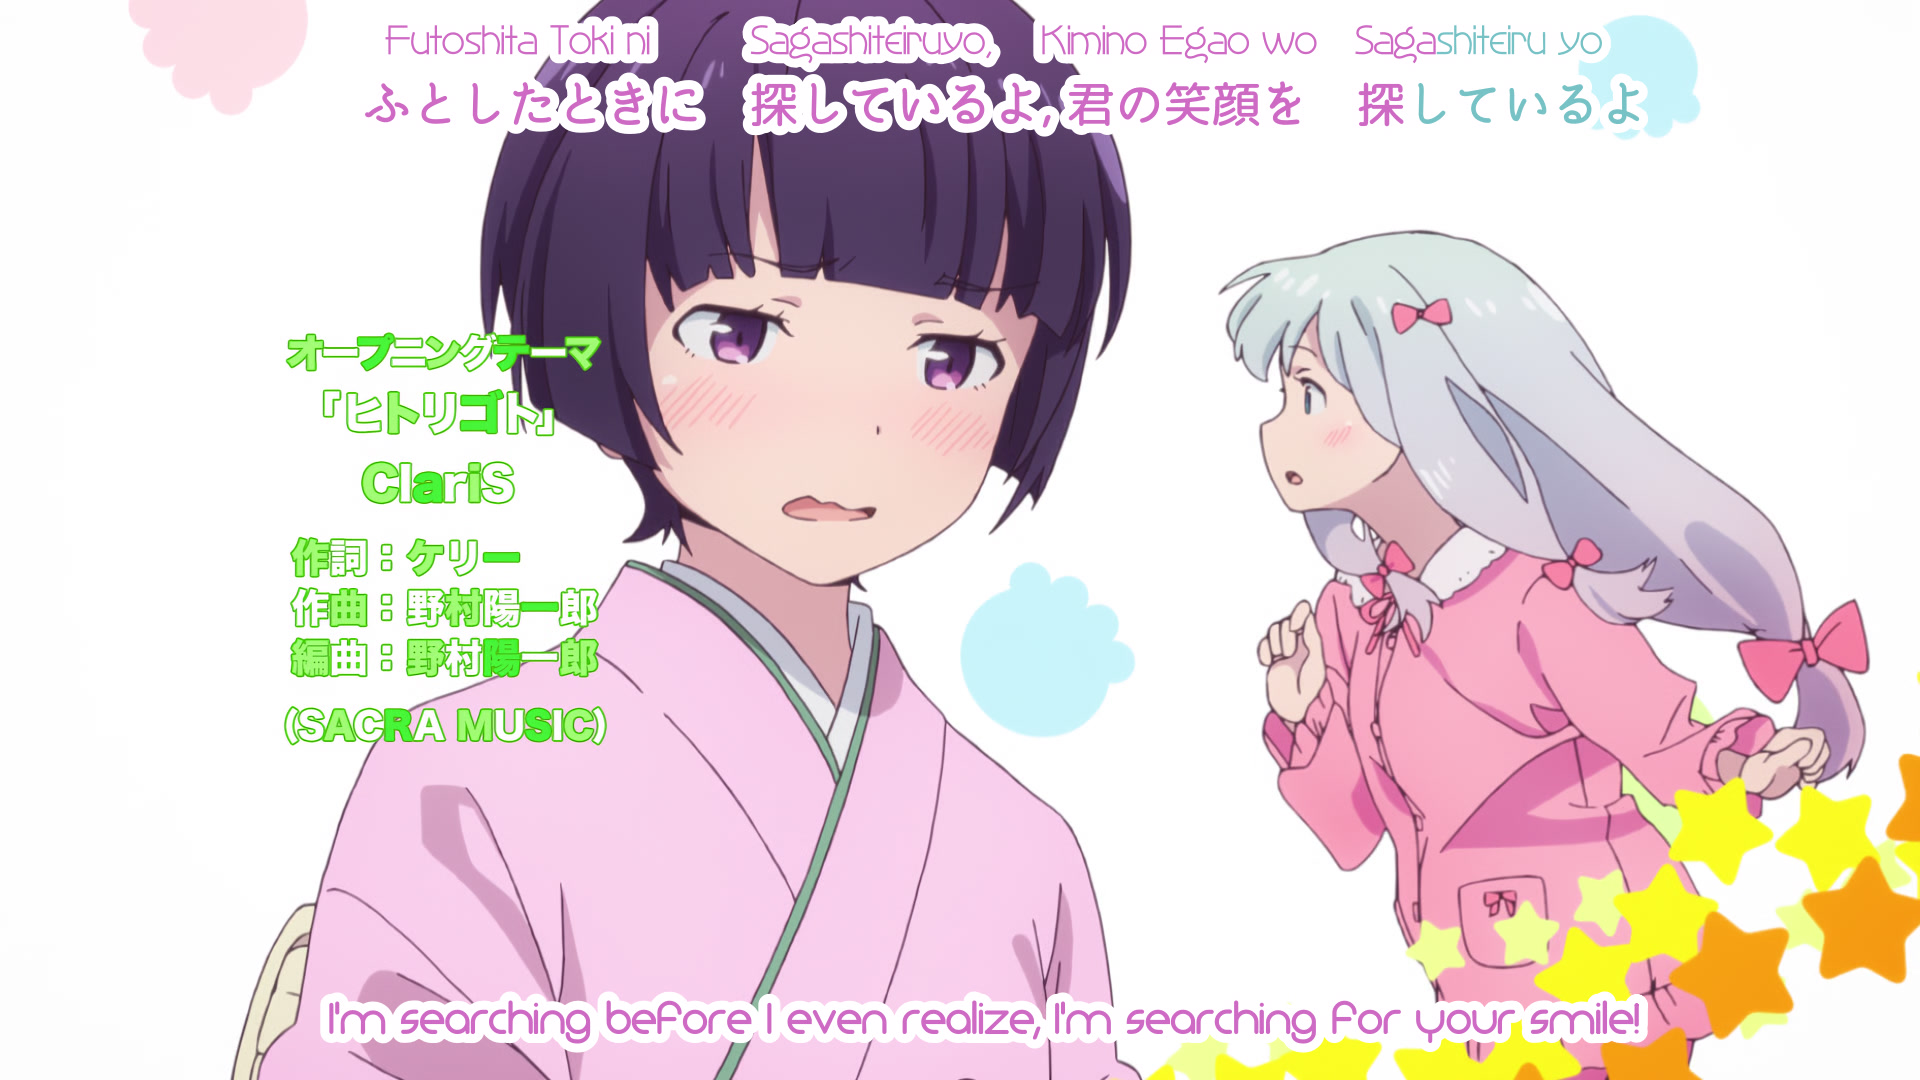 Futoshita Toki ni Sagashiteiruyo, Kimino Egao wo Sagashiteiru yo
ふとしたときに 探しているよ, 君の笑顔を 探しているよ
オープニングテーマ
「ヒトリゴト」
ClariS
作詞：ケリー
作曲：野村陽一郎
編曲：野村陽一郎
(SACRA MUSIC)
I'm searching before I even realize, I'm searching for your smile!